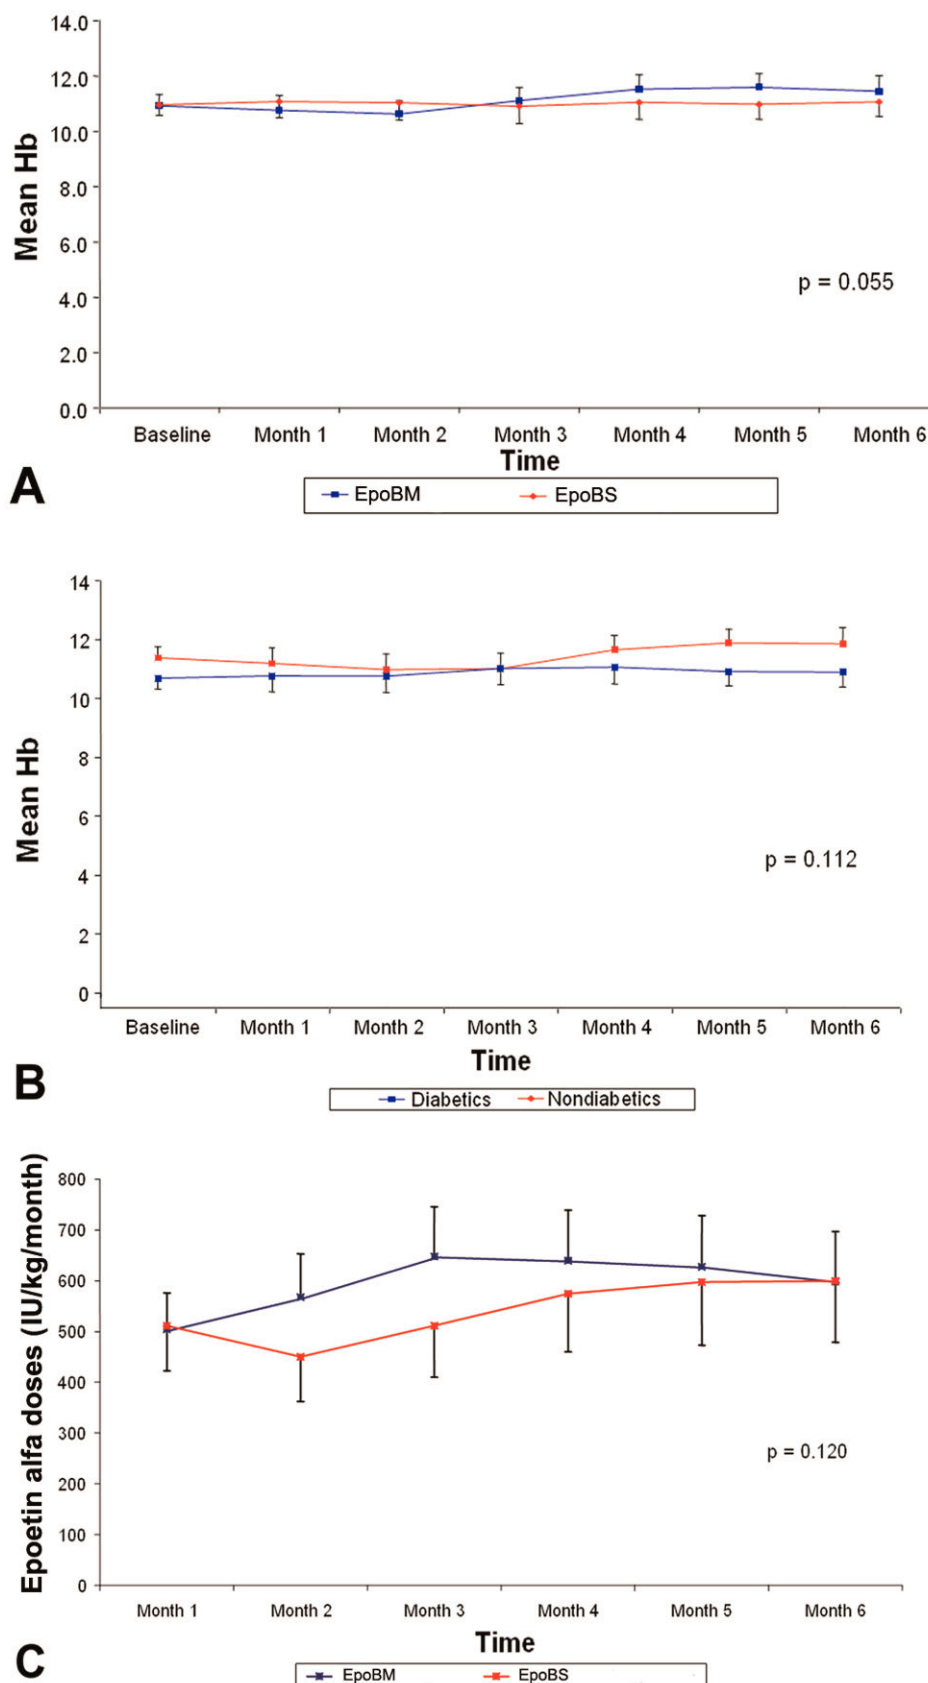 14.0
12.0
10.0
8.0
6.0
4.0
2.0
0.0
Mean Hb
p = 0.055
Baseline Month 1 Month 2 Month 3 Month 4 Month 5 Month 6
Time
A
EpoBM EpoBS
14
12
10
8
6
4
2
0
Mean Hb
p = 0.112
Baseline Month 1 Month 2 Month 3 Month 4 Month 5 Month 6
Time
B
Diabetics Nondiabetics
800
700
600
500
400
300
200
100
0
Epoetin alfa doses (IU/kg/month)
p = 0.120
Month 1 Month 2 Month 3 Month 4 Month 5 Month 6
Time
C
EpoBM EpoBS